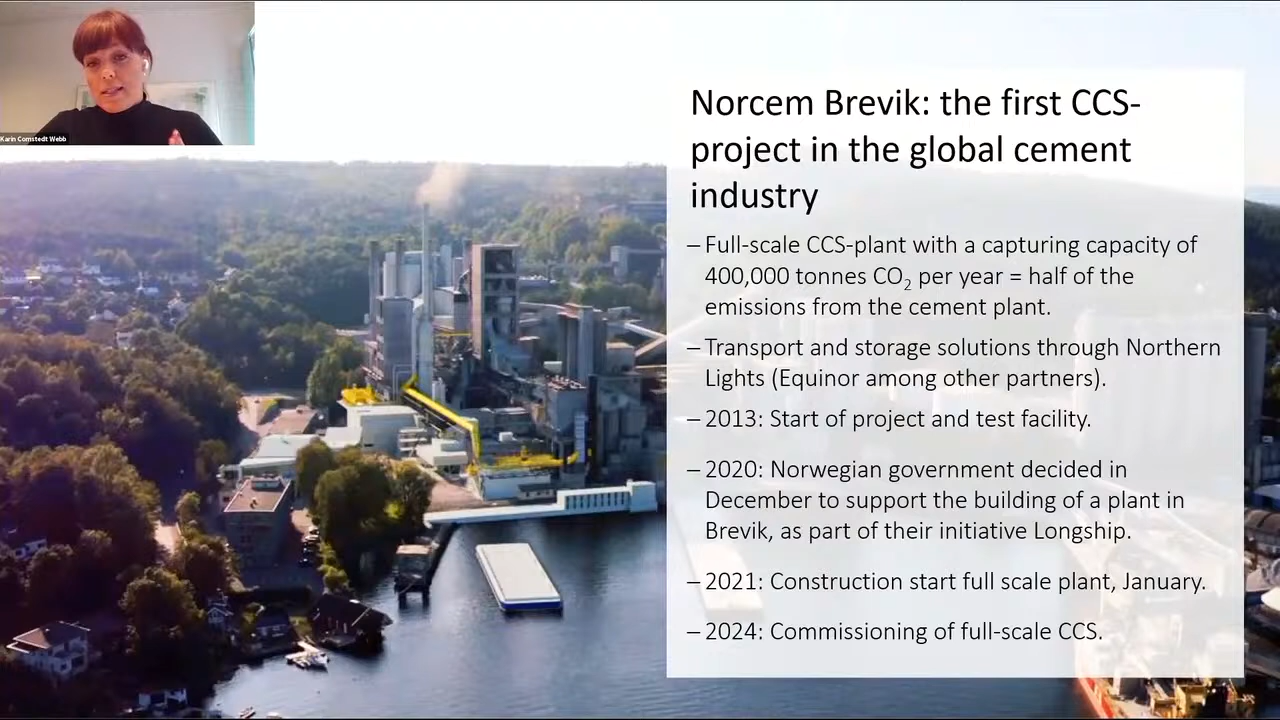 Karin Comstedt Webb
Norcem Brevik: the first CCS-
project in the global cement
industry
– Full-scale CCS-plant with a capturing capacity of
400,000 tonnes CO₂ per year = half of the
emissions from the cement plant.
– Transport and storage solutions through Northern
Lights (Equinor among other partners).
– 2013: Start of project and test facility.
– 2020: Norwegian government decided in
December to support the building of a plant in
Brevik, as part of their initiative Longship.
– 2021: Construction start full scale plant, January.
– 2024: Commissioning of full-scale CCS.